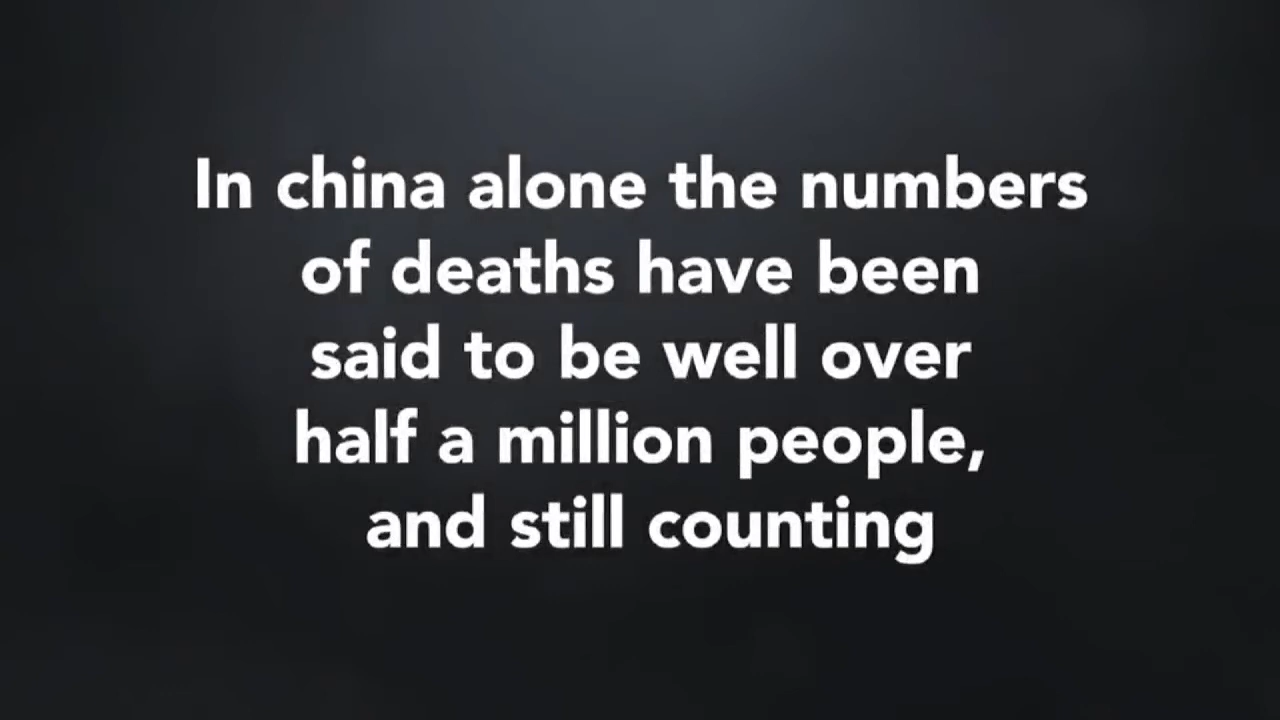 In china alone the numbers
of deaths have been
said to be well over
half a million people,
and still counting